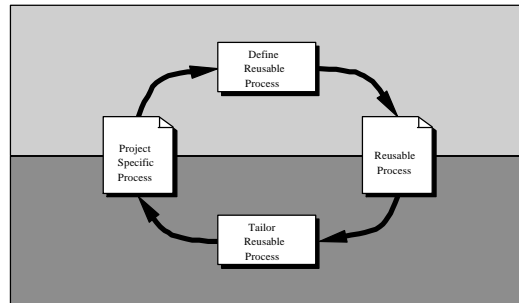 Define
Reusable
Process
Project
Specific
Process
Reusable
Process
Tailor
Reusable
Process